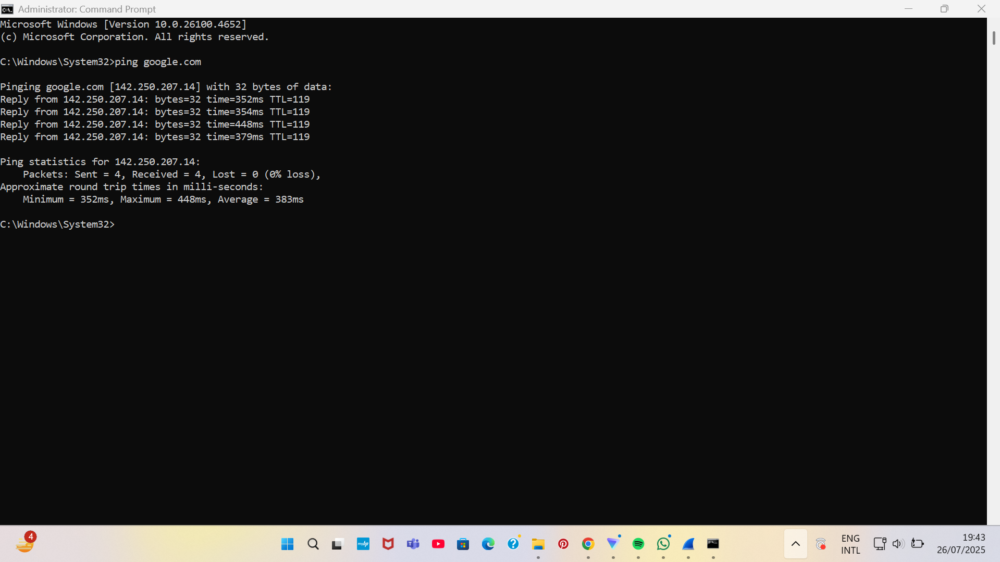 Administrator: Command Prompt
Microsoft Windows [Version 10.0.26100.4652]
(c) Microsoft Corporation. All rights reserved.
C:\Windows\System32>ping google.com
Pinging google.com [142.250.207.14] with 32 bytes of data:
Reply from 142.250.207.14: bytes=32 time=352ms TTL=119
Reply from 142.250.207.14: bytes=32 time=354ms TTL=119
Reply from 142.250.207.14: bytes=32 time=448ms TTL=119
Reply from 142.250.207.14: bytes=32 time=379ms TTL=119
Ping statistics for 142.250.207.14:
    Packets: Sent = 4, Received = 4, Lost = 0 (0% loss),
Approximate round trip times in milli-seconds:
    Minimum = 352ms, Maximum = 448ms, Average = 383ms
C:\Windows\System32>
4
myhp
ENG
INTL
19:43
26/07/2025